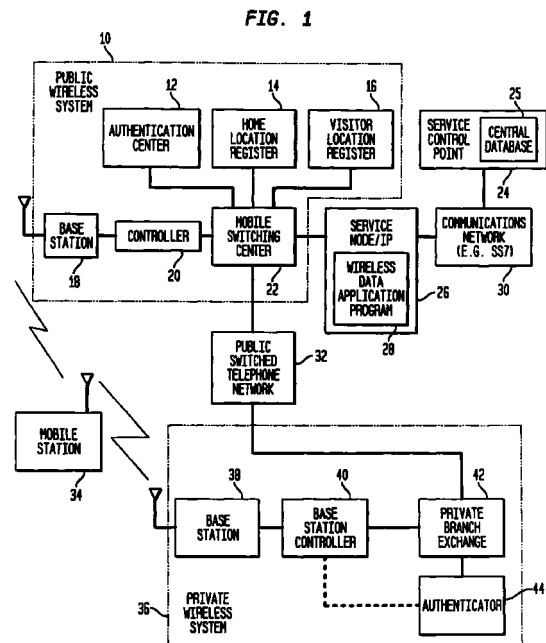 FIG. 1
10
PUBLIC
WIRELESS
SYSTEM
12
AUTHENTICATION
CENTER
14
HOME
LOCATION
REGISTER
16
VISITOR
LOCATION
REGISTER
25
SERVICE
CONTROL
POINT
CENTRAL
DATABASE
24
BASE
STATION
18
CONTROLLER
20
MOBILE
SWITCHING
CENTER
22
SERVICE
NODE/IP
WIRELESS
DATA
APPLICATION
PROGRAM
28
26
COMMUNICATIONS
NETWORK
(E.G. SS7)
30
PUBLIC
SWITCHED
TELEPHONE
NETWORK
32
MOBILE
STATION
34
38
BASE
STATION
40
BASE
STATION
CONTROLLER
42
PRIVATE
BRANCH
EXCHANGE
36
PRIVATE
WIRELESS
SYSTEM
AUTHENTICATOR
44